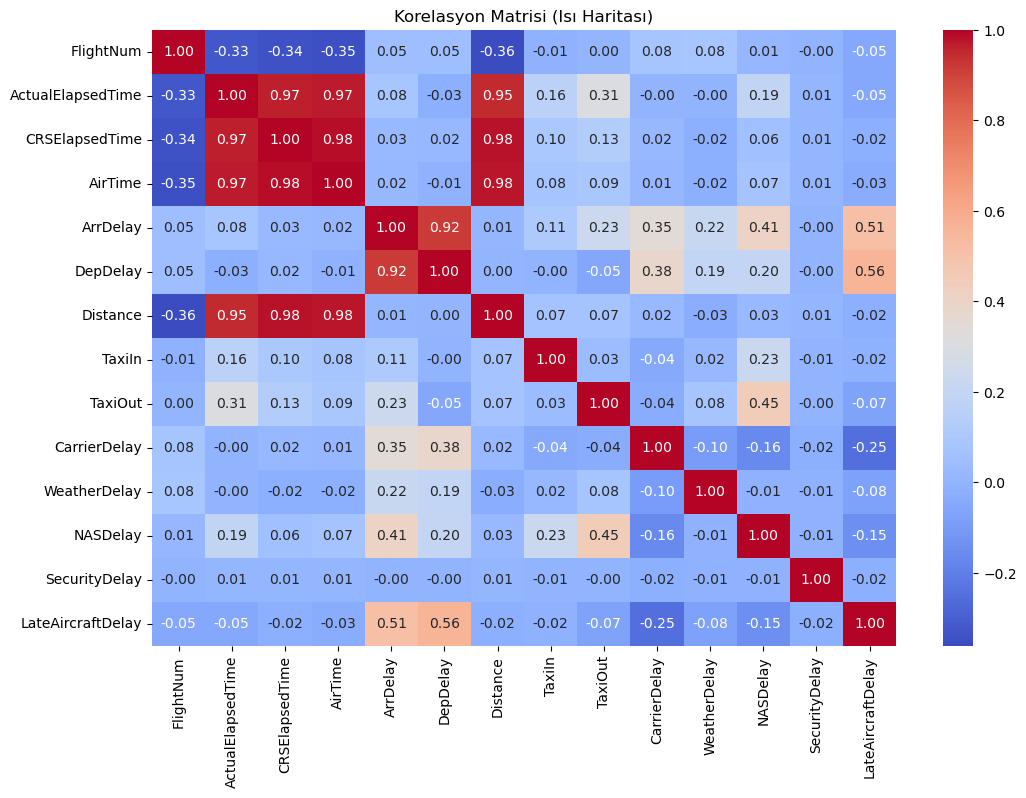 Korelasyon Matrisi (Isı Haritası)
FlightNum 1.00 -0.33 -0.34 -0.35 0.05 0.05 -0.36 -0.01 0.00 0.08 0.08 0.01 -0.00 -0.05
ActualElapsedTime -0.33 1.00 0.97 0.97 0.08 -0.03 0.95 0.16 0.31 -0.00 -0.00 0.19 0.01 -0.05
CRSElapsedTime -0.34 0.97 1.00 0.98 0.03 0.02 0.98 0.10 0.13 0.02 -0.02 0.06 0.01 -0.02
AirTime -0.35 0.97 0.98 1.00 0.02 -0.01 0.98 0.08 0.09 0.01 -0.02 0.07 0.01 -0.03
ArrDelay 0.05 0.08 0.03 0.02 1.00 0.92 0.01 0.11 0.23 0.35 0.22 0.41 -0.00 0.51
DepDelay 0.05 -0.03 0.02 -0.01 0.92 1.00 0.00 -0.00 -0.05 0.38 0.19 0.20 -0.00 0.56
Distance -0.36 0.95 0.98 0.98 0.01 0.00 1.00 0.07 0.07 0.02 -0.03 0.03 0.01 -0.02
TaxiIn -0.01 0.16 0.10 0.08 0.11 -0.00 0.07 1.00 0.03 -0.04 0.02 0.23 -0.01 -0.02
TaxiOut 0.00 0.31 0.13 0.09 0.23 -0.05 0.07 0.03 1.00 -0.04 0.08 0.45 -0.00 -0.07
CarrierDelay 0.08 -0.00 0.02 0.01 0.35 0.38 0.02 -0.04 -0.04 1.00 -0.10 -0.16 -0.02 -0.25
WeatherDelay 0.08 -0.00 -0.02 -0.02 0.22 0.19 -0.03 0.02 0.08 -0.10 1.00 -0.01 -0.01 -0.08
NASDelay 0.01 0.19 0.06 0.07 0.41 0.20 0.03 0.23 0.45 -0.16 -0.01 1.00 -0.01 -0.15
SecurityDelay -0.00 0.01 0.01 0.01 -0.00 -0.00 0.01 -0.01 -0.00 -0.02 -0.01 -0.01 1.00 -0.02
LateAircraftDelay -0.05 -0.05 -0.02 -0.03 0.51 0.56 -0.02 -0.02 -0.07 -0.25 -0.08 -0.15 -0.02 1.00
FlightNum
ActualElapsedTime
CRSElapsedTime
AirTime
ArrDelay
DepDelay
Distance
TaxiIn
TaxiOut
CarrierDelay
WeatherDelay
NASDelay
SecurityDelay
LateAircraftDelay
1.0
0.8
0.6
0.4
0.2
0.0
−0.2